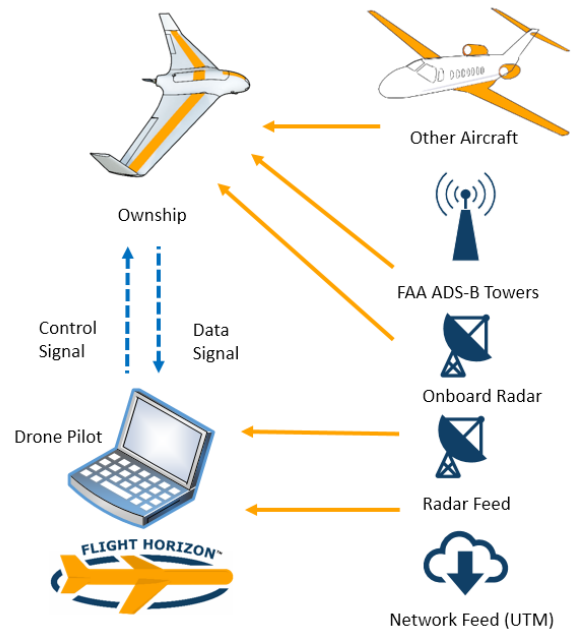 Other Aircraft
Ownship
FAA ADS-B Towers
Control
Signal
Data
Signal
Onboard Radar
Drone Pilot
Radar Feed
FLIGHT HORIZON™
Network Feed (UTM)